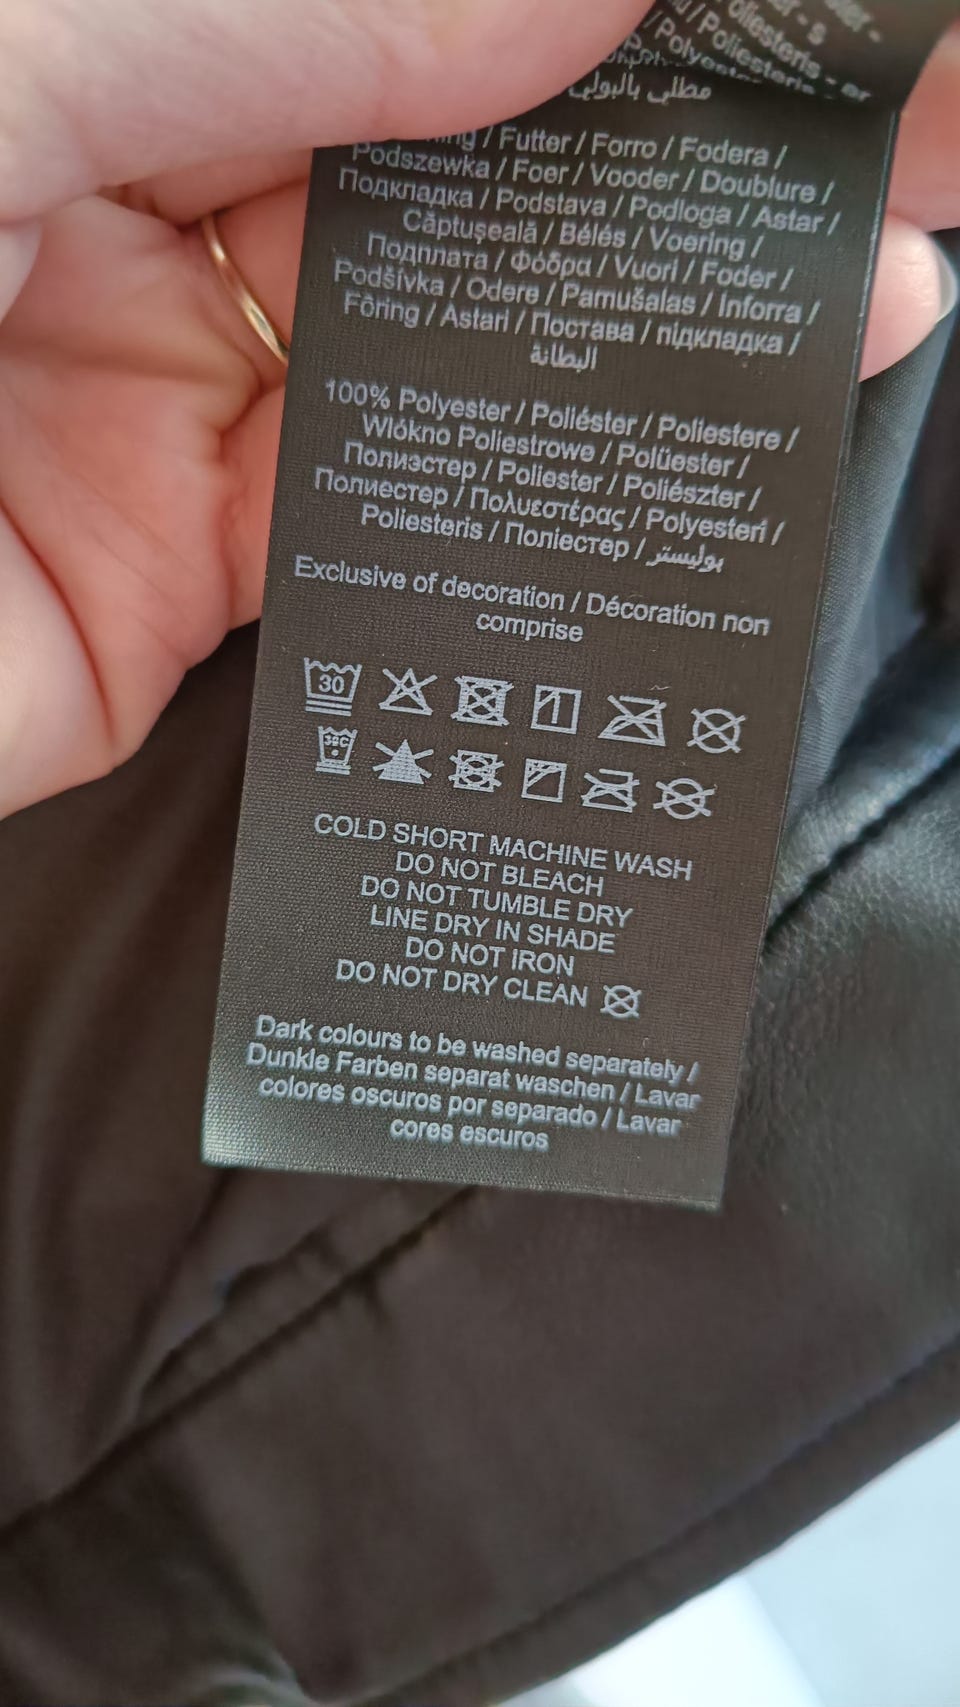 مطلي بالبولي
/ Futter / Forro / Fodera /
Podszewka / Foer / Vooder / Doublure /
Подкладка / Podstava / Podloga / Astar /
Căptușeală / Bélés / Voering /
Подплата / Φόδρα / Vuori / Foder /
Podšívka / Odere / Pamušalas / Inforra /
Fôring / Astari / Постава / підкладка /
البطانة
100% Polyester / Poliéster / Poliestere /
Wlókno Poliestrowe / Polüester /
Полиэстер / Poliester / Poliészter /
Полиестер / Πολυεστέρας / Polyesteri /
Poliesteris / Поліестер / بوليستر
Exclusive of decoration / Décoration non
comprise
30
30C
COLD SHORT MACHINE WASH
DO NOT BLEACH
DO NOT TUMBLE DRY
LINE DRY IN SHADE
DO NOT IRON
DO NOT DRY CLEAN
Dark colours to be washed separately /
Dunkle Farben separat waschen / Lavar
colores oscuros por separado / Lavar
cores escuros